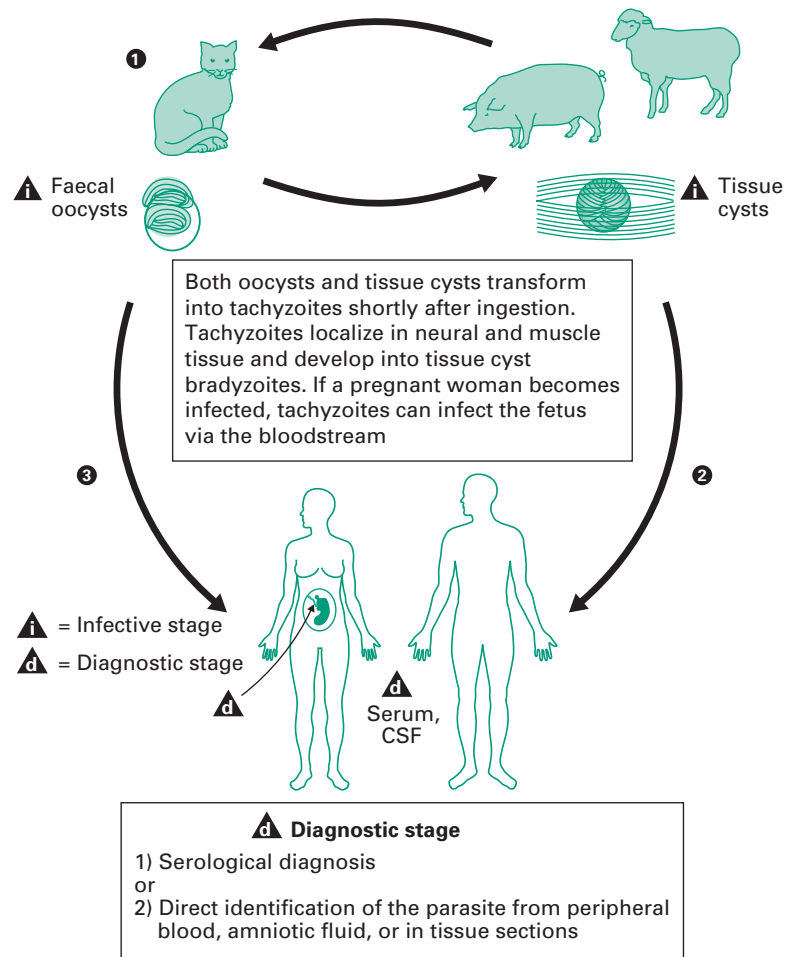 1
i Faecal
oocysts
i Tissue
cysts
Both oocysts and tissue cysts transform
into tachyzoites shortly after ingestion.
Tachyzoites localize in neural and muscle
tissue and develop into tissue cyst
bradyzoites. If a pregnant woman becomes
infected, tachyzoites can infect the fetus
via the bloodstream
3
2
i = Infective stage
d = Diagnostic stage
d
d
Serum,
CSF
d Diagnostic stage
1) Serological diagnosis
or
2) Direct identification of the parasite from peripheral
blood, amniotic fluid, or in tissue sections